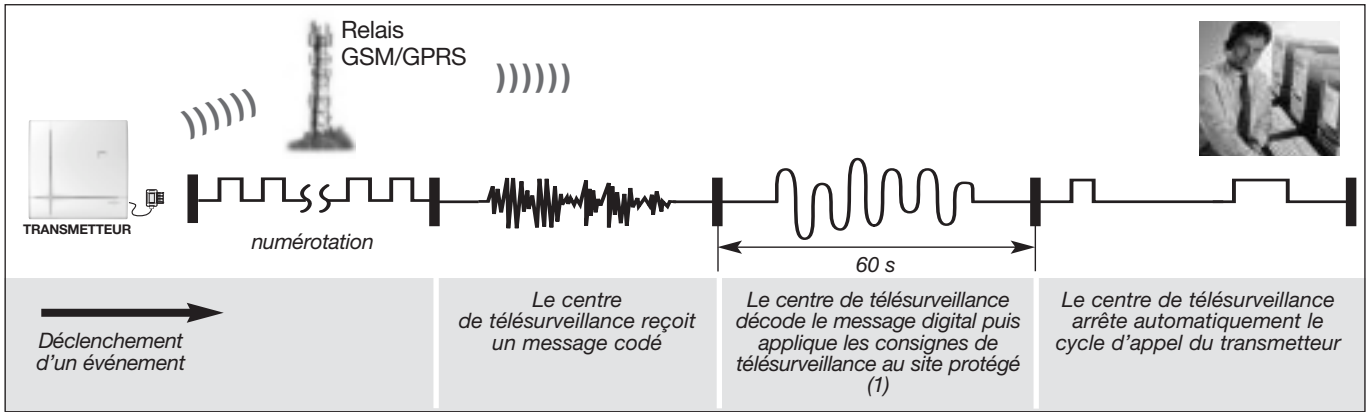 Relais
GSM/GPRS
TRANSMETTEUR
numérotation
60 s
Déclenchement
d'un événement
Le centre
de télésurveillance reçoit
un message codé
Le centre de télésurveillance
décode le message digital puis
applique les consignes de
télésurveillance au site protégé
(1)
Le centre de télésurveillance
arrête automatiquement le
cycle d'appel du transmetteur